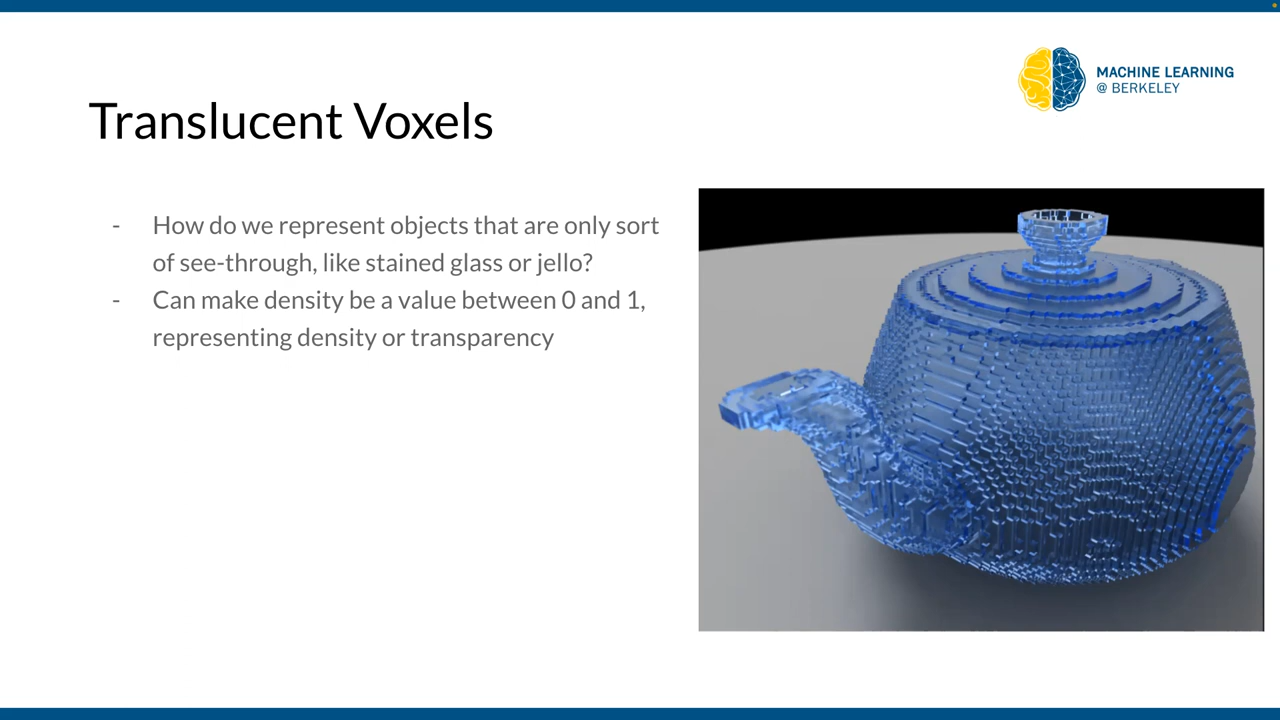 MACHINE LEARNING
@ BERKELEY
Translucent Voxels
- How do we represent objects that are only sort
of see-through, like stained glass or jello?
- Can make density be a value between 0 and 1,
representing density or transparency